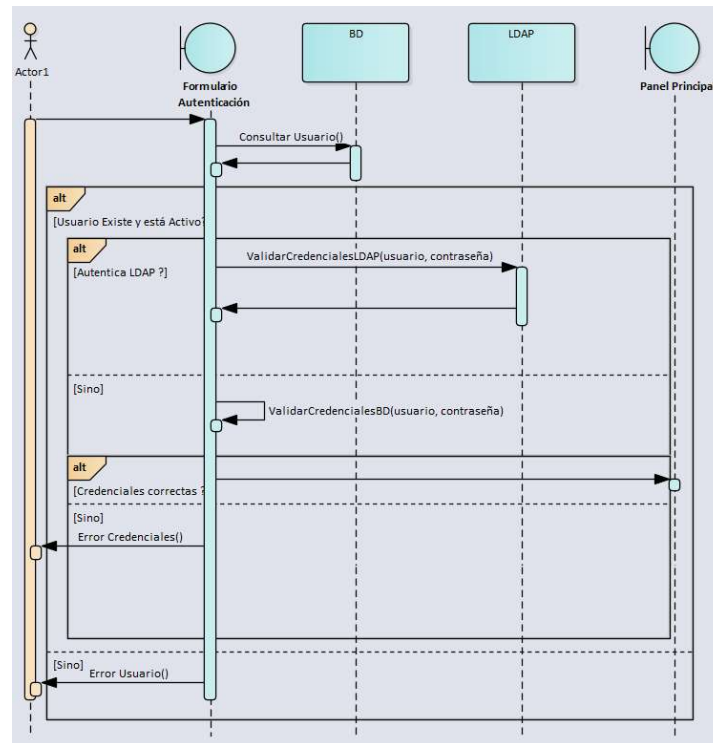 BD
LDAP
Actor1
Formulario
Autenticación
Panel Principa
Consultar Usuario()
alt
[Usuario Existe y está Activo?
alt
ValidarCredencialesLDAP(usuario, contraseña)
[Autentica LDAP ?]
[Sino]
ValidarCredencialesBD(usuario, contraseña)
alt
[Credenciales correctas ?
[Sino]
Error Credenciales()
[Sino]
Error Usuario()